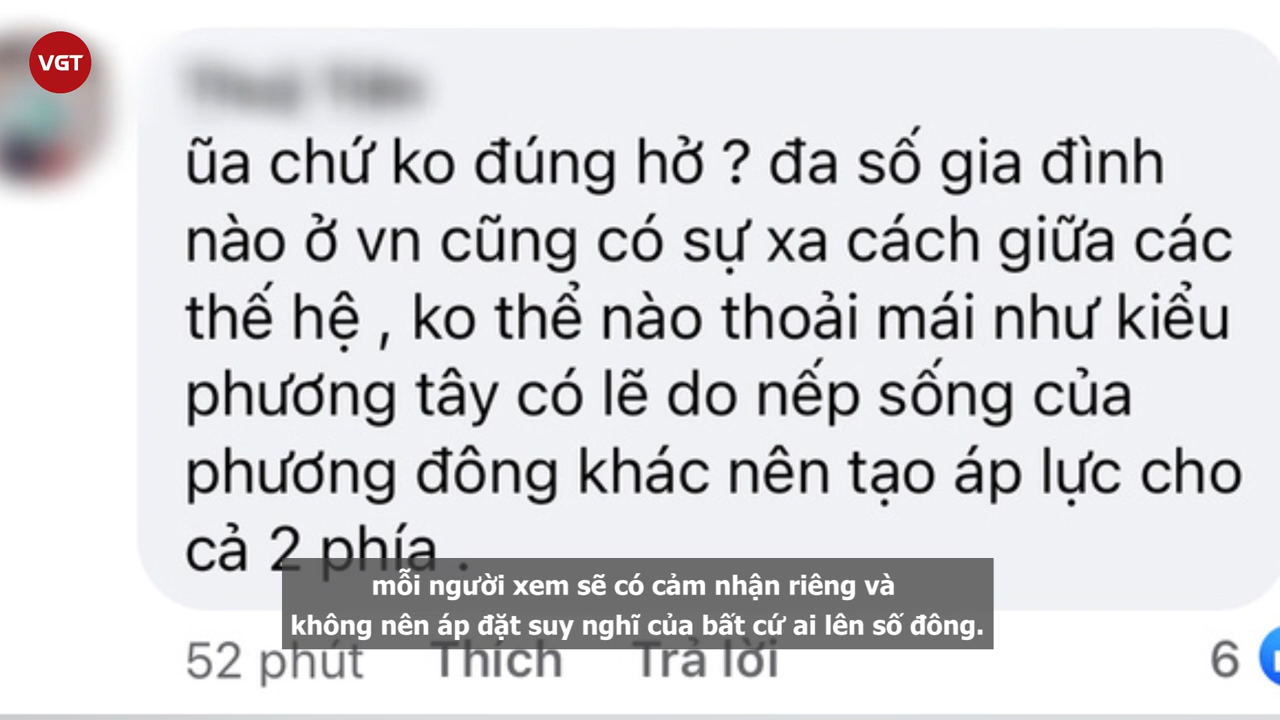 VGT
ũa chứ ko đúng hở ? đa số gia đình
nào ở vn cũng có sự xa cách giữa các
thế hệ , ko thể nào thoải mái như kiểu
phương tây có lẽ do nếp sống của
phương đông khác nên tạo áp lực cho
cả 2 phía .
mỗi người xem sẽ có cảm nhận riêng và
không nên áp đặt suy nghĩ của bất cứ ai lên số đông.
52 phút Thích Trả lời 6